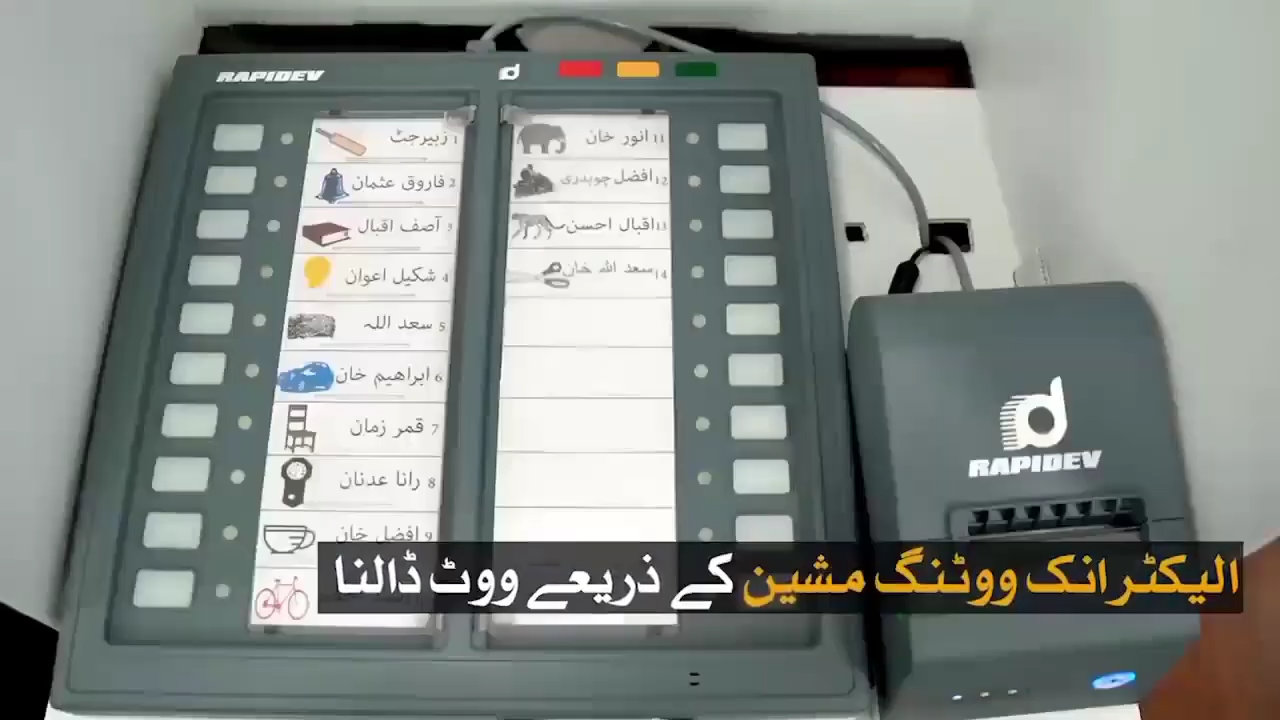 RAPIDEV
1 زبیرجٹ
2 فاروق عثمان
3 آصف اقبال
4 شکیل اعوان
5 سعد اللہ
6 ابراھیم خان
7 قمر زمان
8 رانا عدنان
9 افضل خان
11 انور خان
12 افضل چوہدری
13 اقبال احسن
14 سعد اللہ خان
d
RAPIDEV
الیکٹرانک ووٹنگ مشین کے ذریعے ووٹ ڈالنا